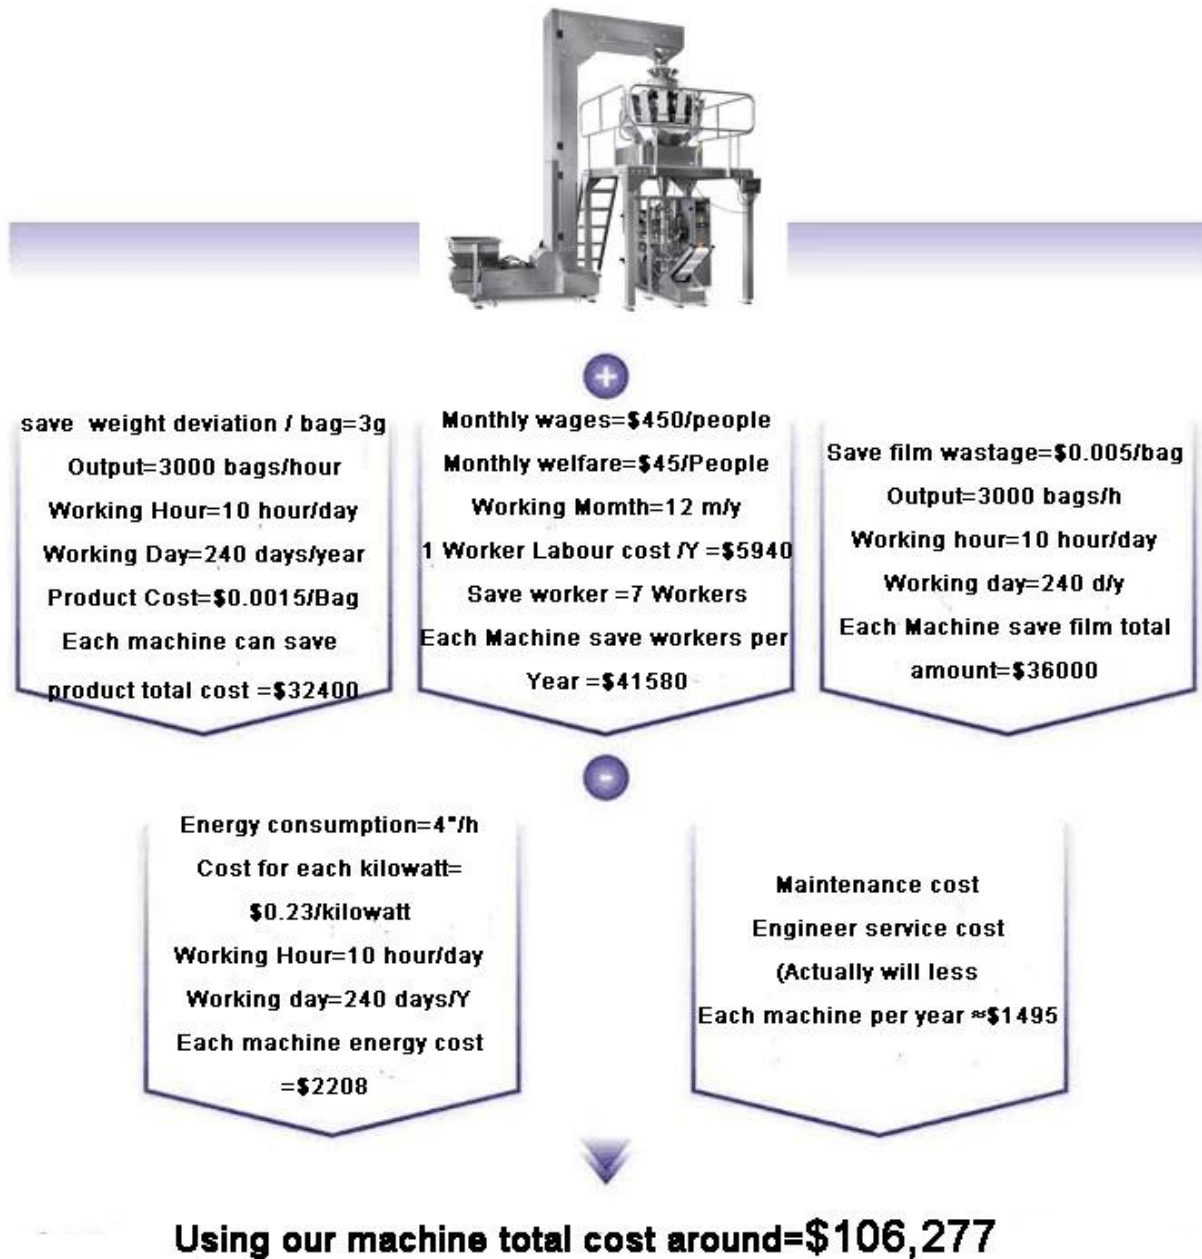 +
save weight deviation / bag=3g
Output=3000 bags/hour
Working Hour=10 hour/day
Working Day=240 days/year
Product Cost=$0.0015/Bag
Each machine can save
product total cost =$32400
Monthly wages=$450/people
Monthly welfare=$45/People
Working Momth=12 m/y
1 Worker Labour cost /Y =$5940
Save worker =7 Workers
Each Machine save workers per
Year =$41580
Save film wastage=$0.005/bag
Output=3000 bags/h
Working hour=10 hour/day
Working day=240 d/y
Each Machine save film total
amount=$36000
-
Energy consumption=4"/h
Cost for each kilowatt=
$0.23/kilowatt
Working Hour=10 hour/day
Working day=240 days/Y
Each machine energy cost
=$2208
Maintenance cost
Engineer service cost
(Actually will less
Each machine per year ≈$1495
Using our machine total cost around=$106,277